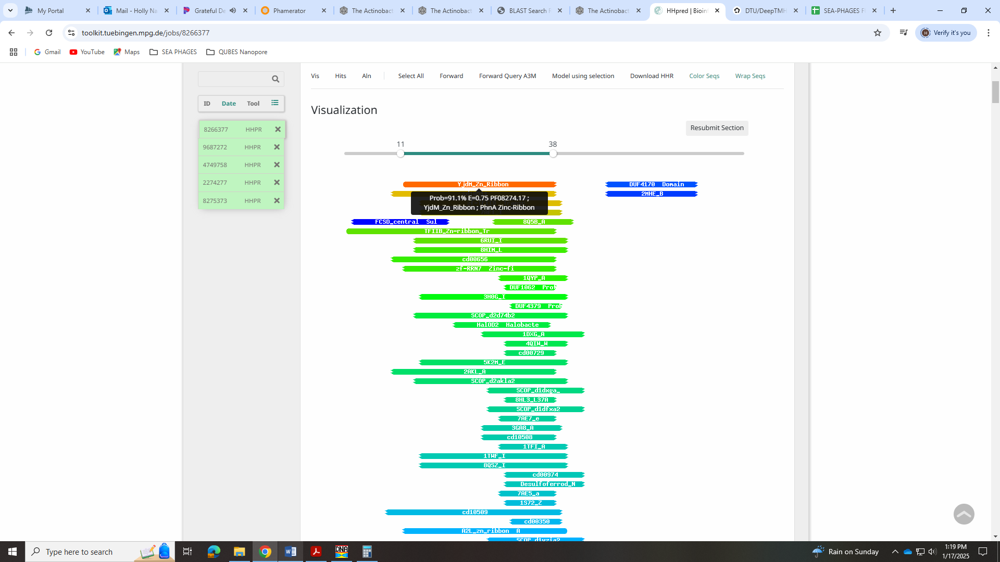 My Portal
Mail - Holly Na
Grateful De
Phamerator
The Actinobact
The Actinobact
BLAST Search R
The Actinobact
HHpred | Bioin
DTU/DeepTMH
SEA-PHAGES F
toolkit.tuebingen.mpg.de/jobs/8266377
Verify it's you
Gmail
YouTube
Maps
SEA PHAGES
QUBES Nanopore
Vis
Hits
Aln
Select All
Forward
Forward Query A3M
Model using selection
Download HHR
Color Seqs
Wrap Seqs
ID
Date
Tool
8266377 HHPR
9687272 HHPR
4749758 HHPR
2274277 HHPR
8275373 HHPR
Visualization
Resubmit Section
11
38
YjdM_Zn_Ribbon
DUF4170 Domain
2MHE_B
Prob=91.1% E=0.75 PF08274.17 ;
YjdM_Zn_Ribbon ; PhnA Zinc-Ribbon
FCSD_central Sul
8Q5B_A
TFIIB_Zn-ribbon_Tr
6RUI_I
8HIM_L
cd00656
zf-RRN7 Zinc-fi
1QYP_A
DUF1062 Prot
3H0G_I
DUF4379 Prob
SCOP_d2d74b2
HalOD2 Halobacte
1DXG_A
4QIW_W
cd00729
5K2M_E
2AKL_A
SCOP_d2akla2
SCOP_d1dxga_
8HL3_L37A
SCOP_d1dfxa2
7AE7_e
3GA8_A
cd10508
1TFI_A
1TWF_I
8QSZ_I
cd00974
Desulfoferrod_N
7AE5_a
1S72_Z
cd10509
cd00350
A2L_zn_ribbon A
SCOP_d1yzja2
Type here to search
DNA
Rain on Sunday
1:19 PM
1/17/2025